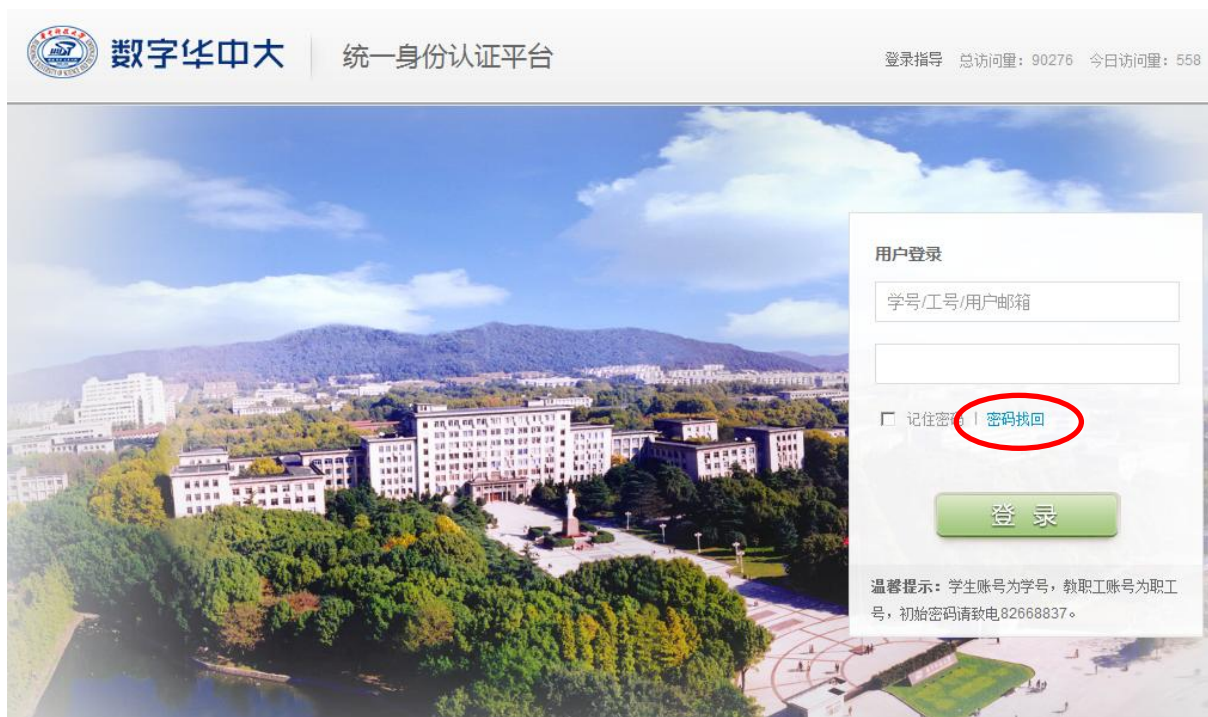 数字华中大
统一身份认证平台
登录指导 总访问量：90276 今日访问量：558
用户登录
学号/工号/用户邮箱
记住密码 | 密码找回
登 录
温馨提示：学生账号为学号，教职工账号为职工
号，初始密码请致电82668837。